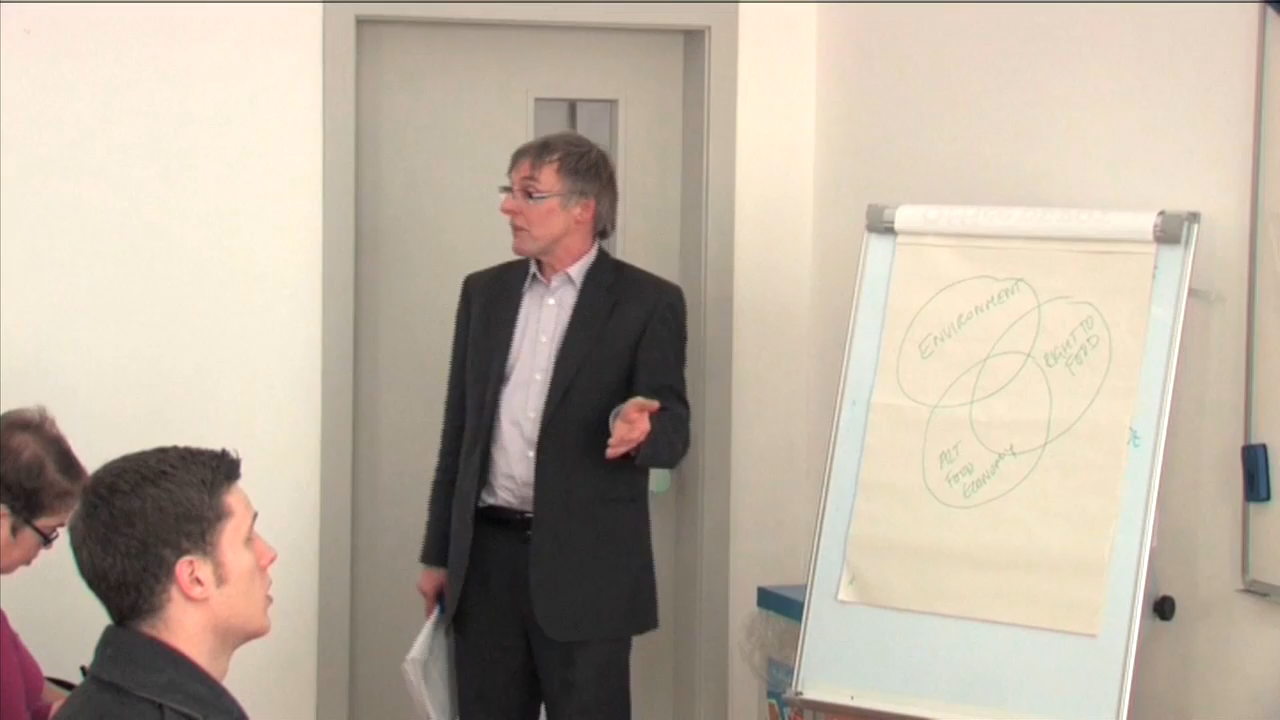 ENVIRONMENT
RIGHT TO
FOOD
ALT
FOOD
ECONOMY